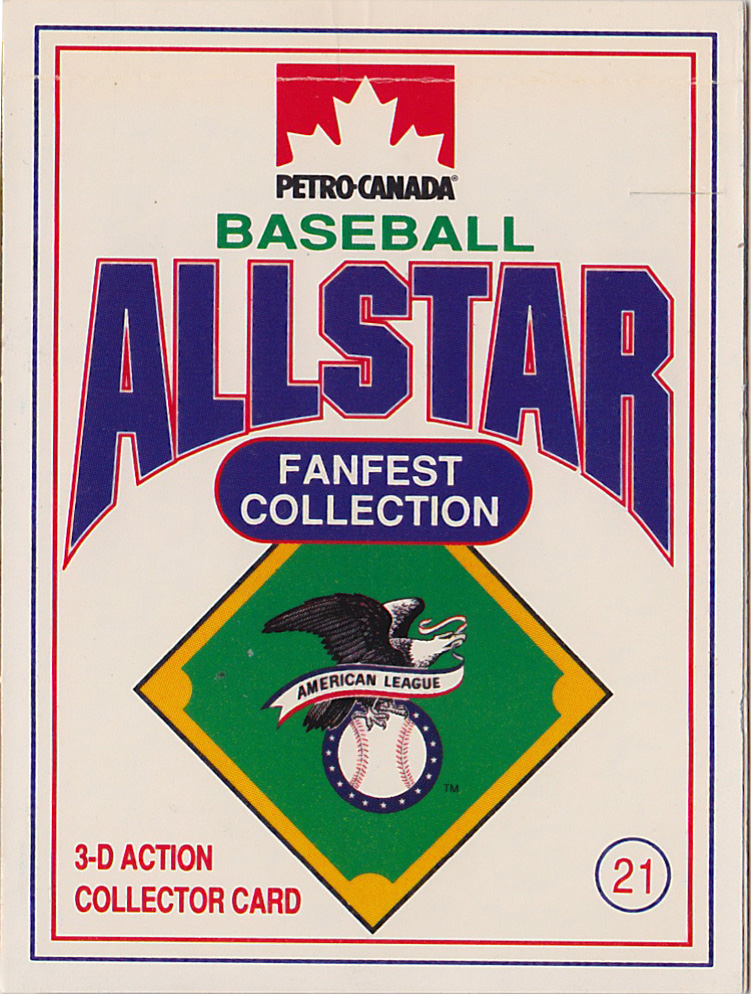 PETRO-CANADA®
BASEBALL
ALLSTAR
FANFEST
COLLECTION
AMERICAN LEAGUE
TM
3-D ACTION
COLLECTOR CARD
21